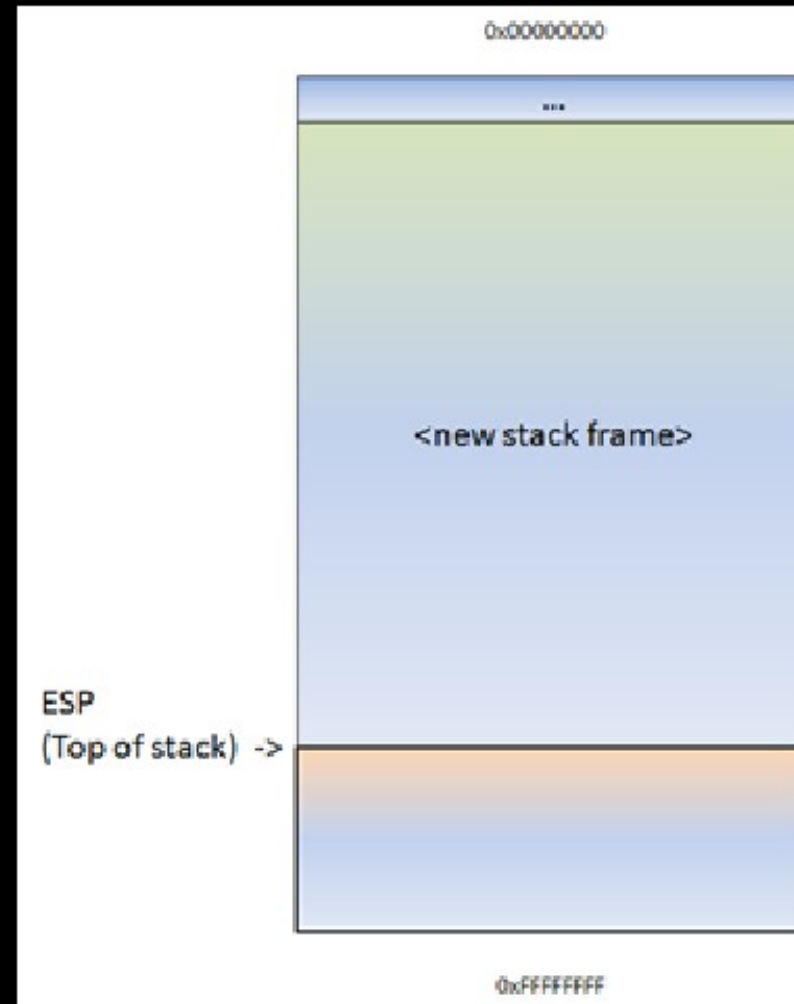 0x00000000
...
<new stack frame>
ESP
(Top of stack) ->
0xFFFFFFFF